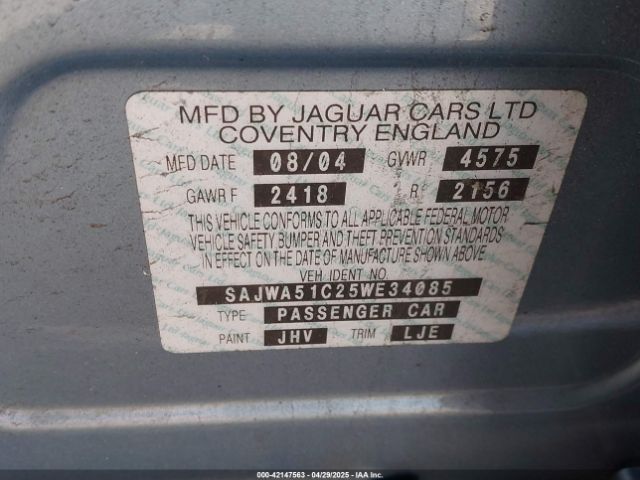 MFD BY JAGUAR CARS LTD
COVENTRY ENGLAND
MFD DATE 08/04 GVWR 4575
GAWR F 2418 R 2156
THIS VEHICLE CONFORMS TO ALL APPLICABLE FEDERAL MOTOR
VEHICLE SAFETY BUMPER AND THEFT PREVENTION STANDARDS
IN EFFECT ON THE DATE OF MANUFACTURE SHOWN ABOVE.
VEH IDENT NO.
SAJWA51C25WE34085
TYPE PASSENGER CAR
PAINT JHV TRIM LJE
000-42147563 - 04/29/2025 - IAA Inc.